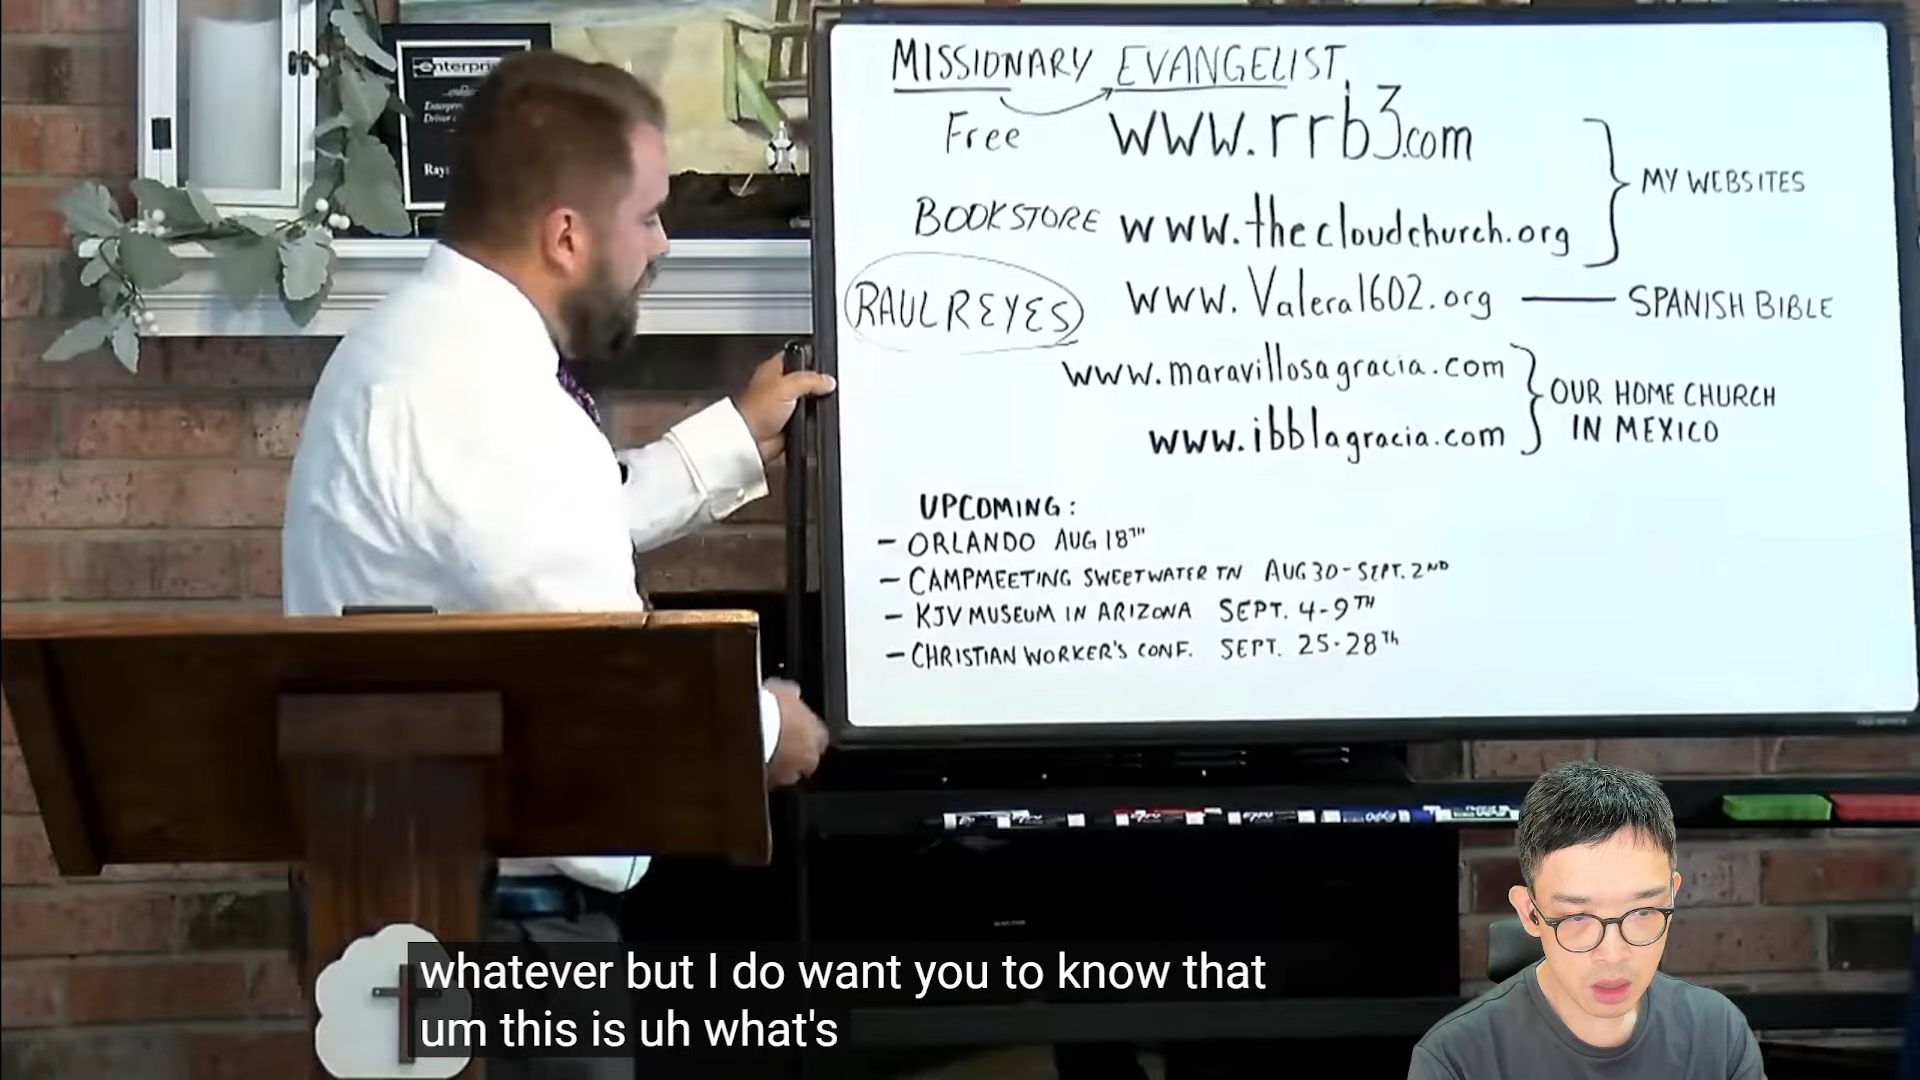 MISSIONARY EVANGELIST
Free www.rrb3.com
MY WEBSITES
BOOKSTORE www.thecloudchurch.org
RAUL REYES www.Valera1602.org — SPANISH BIBLE
www.maravillosagracia.com
OUR HOME CHURCH
IN MEXICO
www.ibblagracia.com
UPCOMING:
- ORLANDO AUG 18TH
- CAMPMEETING SWEETWATER TN AUG 30 - SEPT. 2ND
- KJV MUSEUM IN ARIZONA SEPT. 4-9TH
- CHRISTIAN WORKER'S CONF. SEPT. 25-28Th
enterpri
Driver
Ray
whatever but I do want you to know that
um this is uh what's